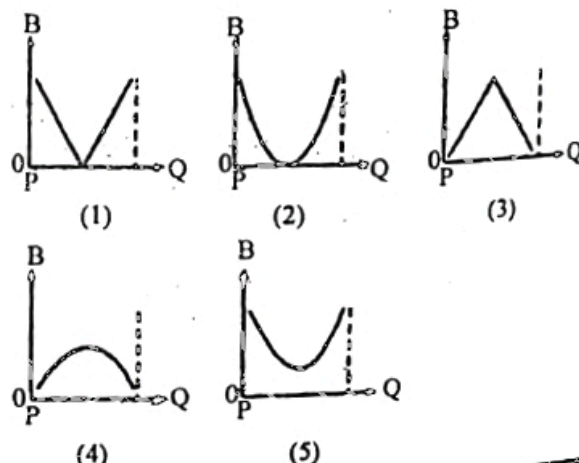 B B B
0 P Q 0 P Q 0 P Q
(1) (2) (3)
B B
0 P Q 0 P Q
(4) (5)